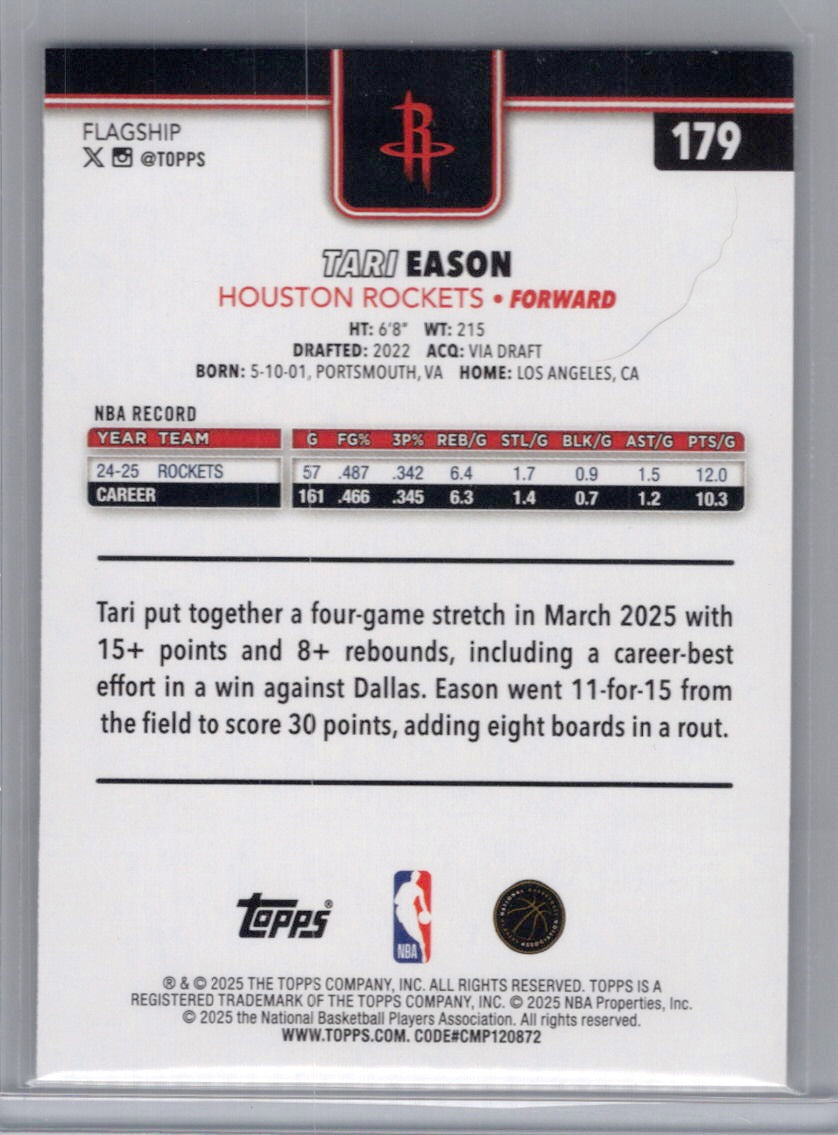 FLAGSHIP
179
@TOPPS
TARI EASON
HOUSTON ROCKETS • FORWARD
HT: 6'8" WT: 215
DRAFTED: 2022 ACQ: VIA DRAFT
BORN: 5-10-01, PORTSMOUTH, VA HOME: LOS ANGELES, CA
NBA RECORD
YEAR TEAM G FG% 3P% REB/G STL/G BLK/G AST/G PTS/G
24-25 ROCKETS 57 .487 .342 6.4 1.7 0.9 1.5 12.0
CAREER 161 .466 .345 6.3 1.4 0.7 1.2 10.3
Tari put together a four-game stretch in March 2025 with
15+ points and 8+ rebounds, including a career-best
effort in a win against Dallas. Eason went 11-for-15 from
the field to score 30 points, adding eight boards in a rout.
topps®
NBA
NATIONAL BASKETBALL
PLAYERS ASSOCIATION
® & © 2025 THE TOPPS COMPANY, INC. ALL RIGHTS RESERVED. TOPPS IS A
REGISTERED TRADEMARK OF THE TOPPS COMPANY, INC. © 2025 NBA Properties, Inc.
© 2025 the National Basketball Players Association. All rights reserved.
WWW.TOPPS.COM. CODE#CMP120872